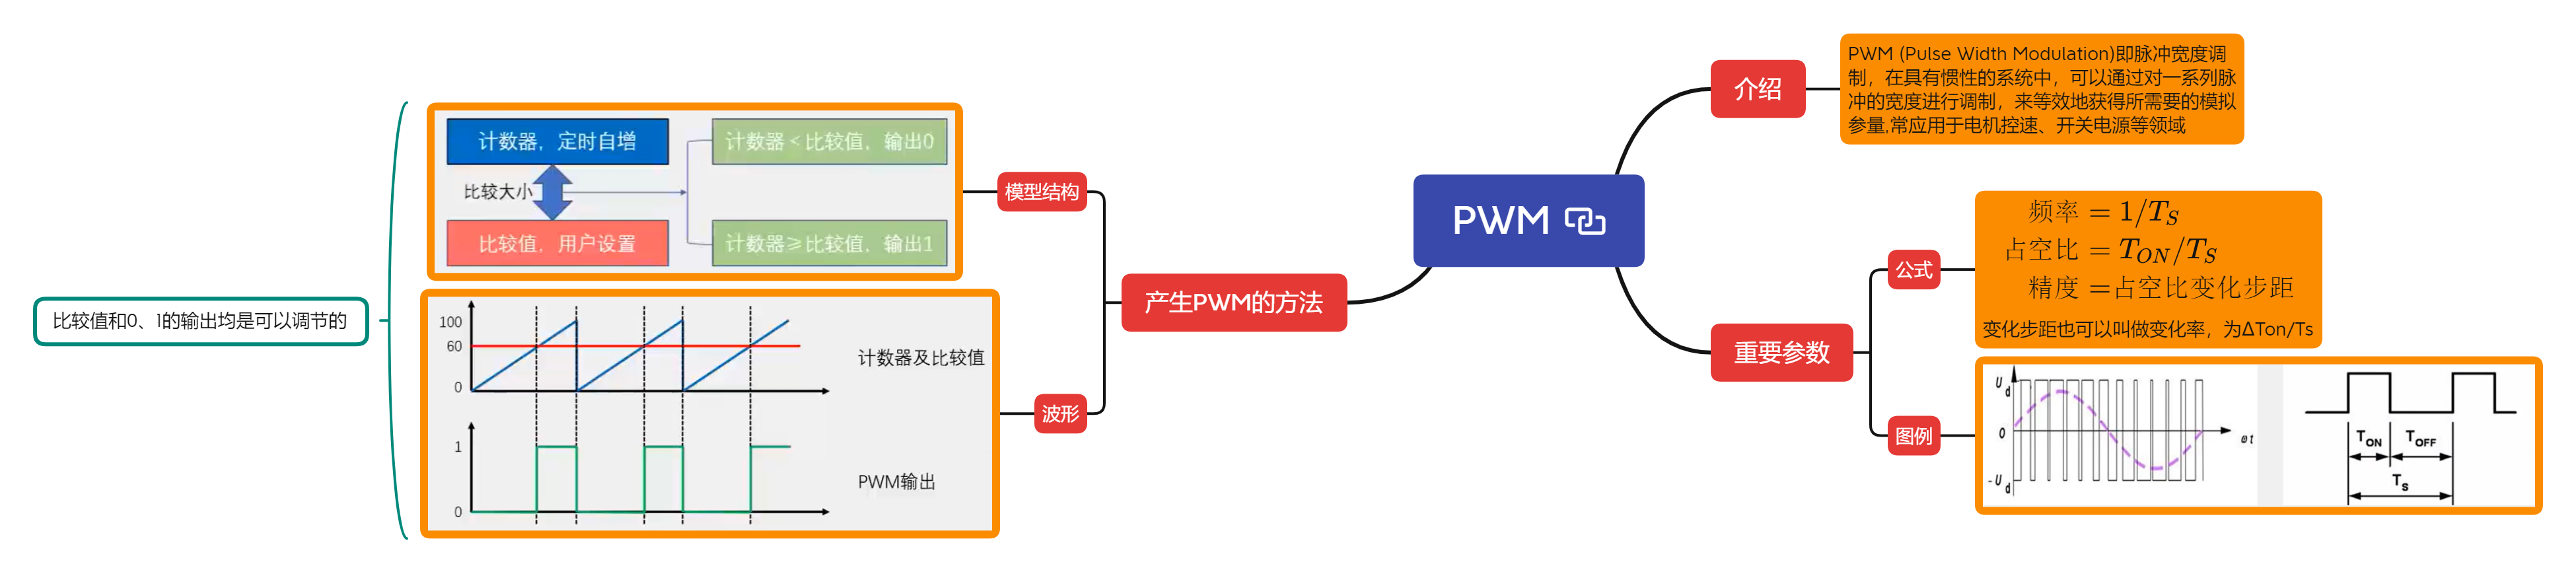 PWM
介绍
PWM (Pulse Width Modulation)即脉冲宽度调
制，在具有惯性的系统中，可以通过对一系列脉
冲的宽度进行调制，来等效地获得所需要的模拟
参量,常应用于电机控速、开关电源等领域
重要参数
公式
频率 = 1/T_S
占空比 = T_ON/T_S
精度 =占空比变化步距
变化步距也可以叫做变化率，为ΔTon/Ts
图例
U_d
0
-U_d
ωt
T_ON
T_OFF
T_S
产生PWM的方法
模型结构
计数器，定时自增
比较大小
比较值，用户设置
计数器<比较值，输出0
计数器≥比较值，输出1
波形
100
60
0
计数器及比较值
1
0
PWM输出
比较值和0、1的输出均是可以调节的